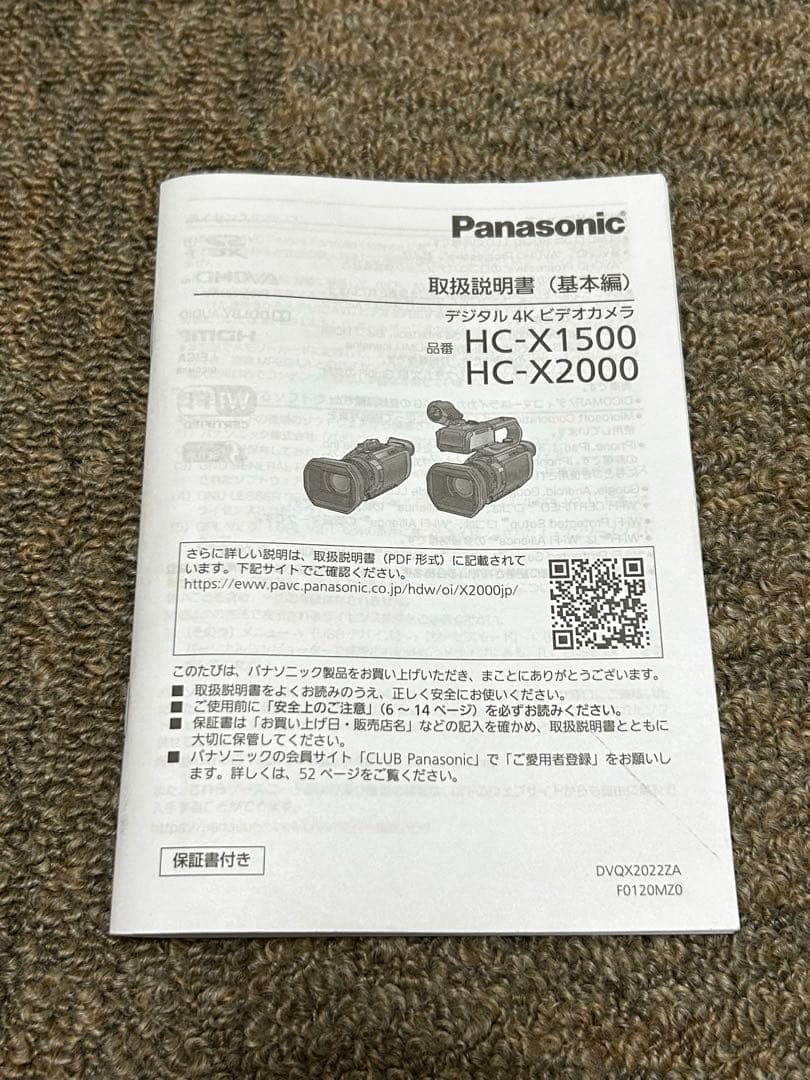 Panasonic
取扱説明書（基本編）
デジタル 4K ビデオカメラ
品番 HC-X1500
HC-X2000
さらに詳しい説明は、取扱説明書（PDF 形式）に記載されて
います。下記サイトでご確認ください。
https://eww.pavc.panasonic.co.jp/hdw/oi/X2000jp/
このたびは、パナソニック製品をお買い上げいただき、まことにありがとうございます。
■ 取扱説明書をよくお読みのうえ、正しく安全にお使いください。
■ ご使用前に「安全上のご注意」（6 ～ 14 ページ）を必ずお読みください。
■ 保証書は「お買い上げ日・販売店名」などの記入を確かめ、取扱説明書とともに
大切に保管してください。
■ パナソニックの会員サイト「CLUB Panasonic」で「ご愛用者登録」をお願いし
ます。詳しくは、52 ページをご覧ください。
保証書付き
DVQX2022ZA
F0120MZ0